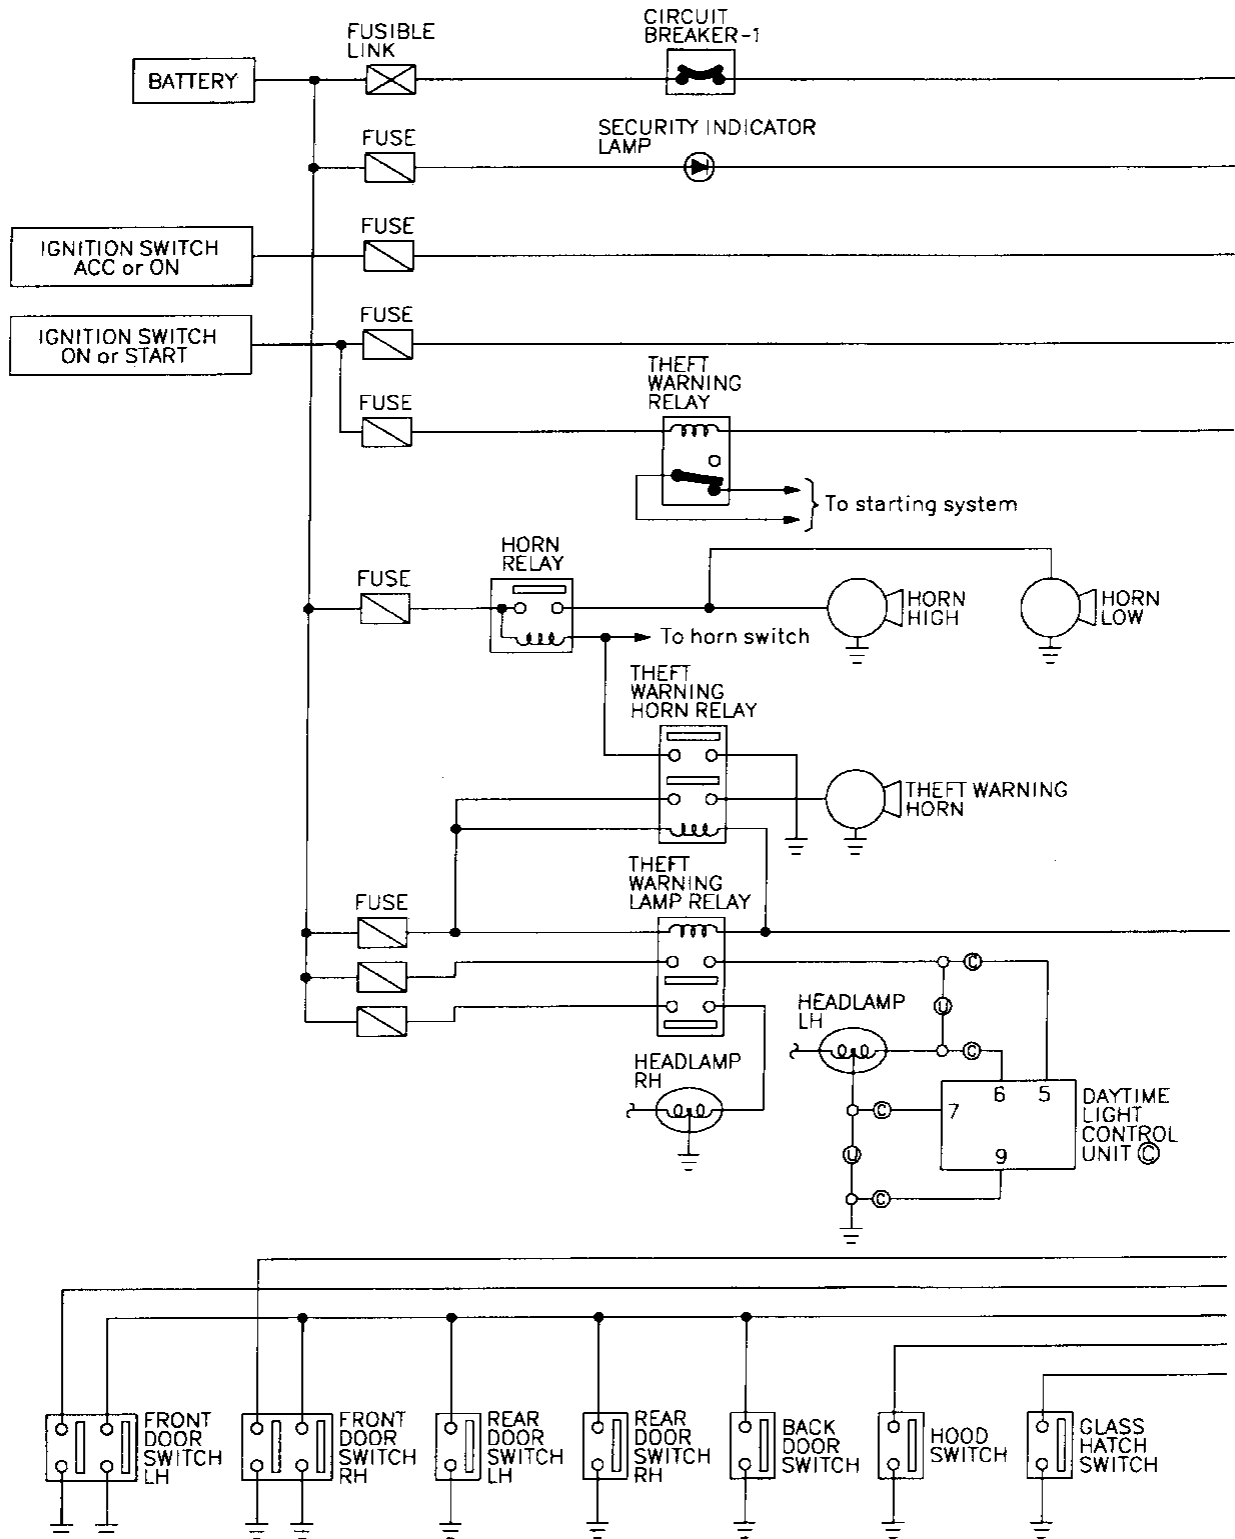 FUSIBLE
LINK
CIRCUIT
BREAKER-1
BATTERY
FUSE
SECURITY INDICATOR
LAMP
IGNITION SWITCH
ACC or ON
FUSE
IGNITION SWITCH
ON or START
FUSE
FUSE
THEFT
WARNING
RELAY
To starting system
HORN
RELAY
FUSE
HORN
HIGH
HORN
LOW
To horn switch
THEFT
WARNING
HORN RELAY
THEFT WARNING
HORN
THEFT
WARNING
LAMP RELAY
FUSE
C
HEADLAMP
LH
U
C
HEADLAMP
RH
6 5
7
C
DAYTIME
LIGHT
CONTROL
UNIT Ⓒ
U
9
C
FRONT
DOOR
SWITCH
LH
FRONT
DOOR
SWITCH
RH
REAR
DOOR
SWITCH
LH
REAR
DOOR
SWITCH
RH
BACK
DOOR
SWITCH
HOOD
SWITCH
GLASS
HATCH
SWITCH